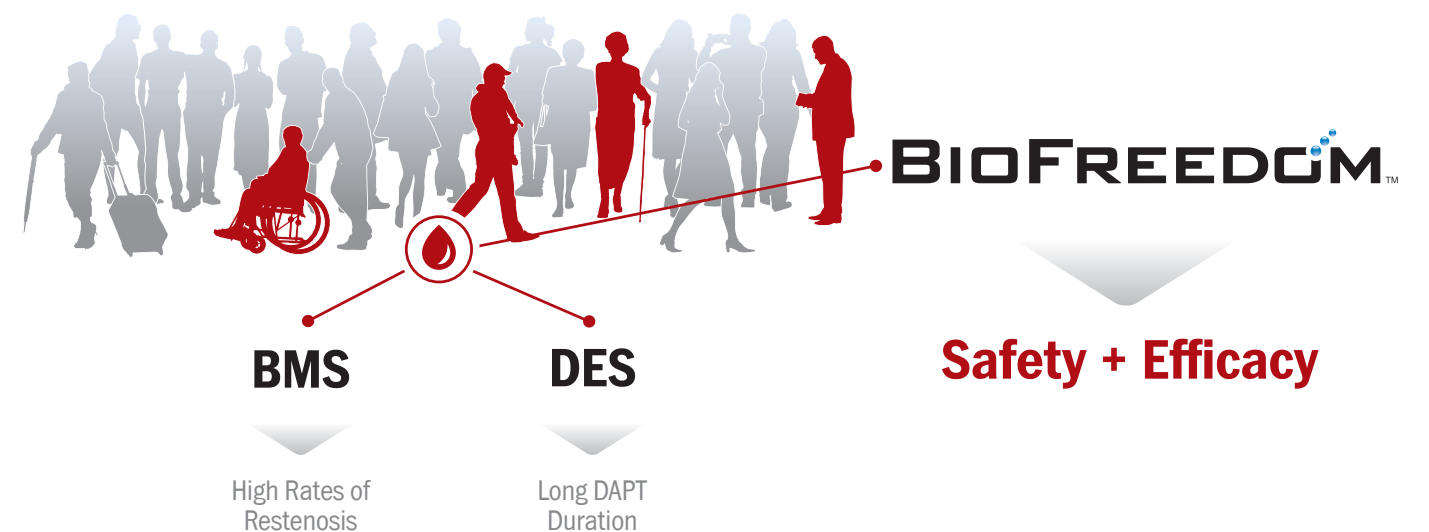 BIOFREEDOM™
Safety + Efficacy
BMS
DES
High Rates of
Restenosis
Long DAPT
Duration